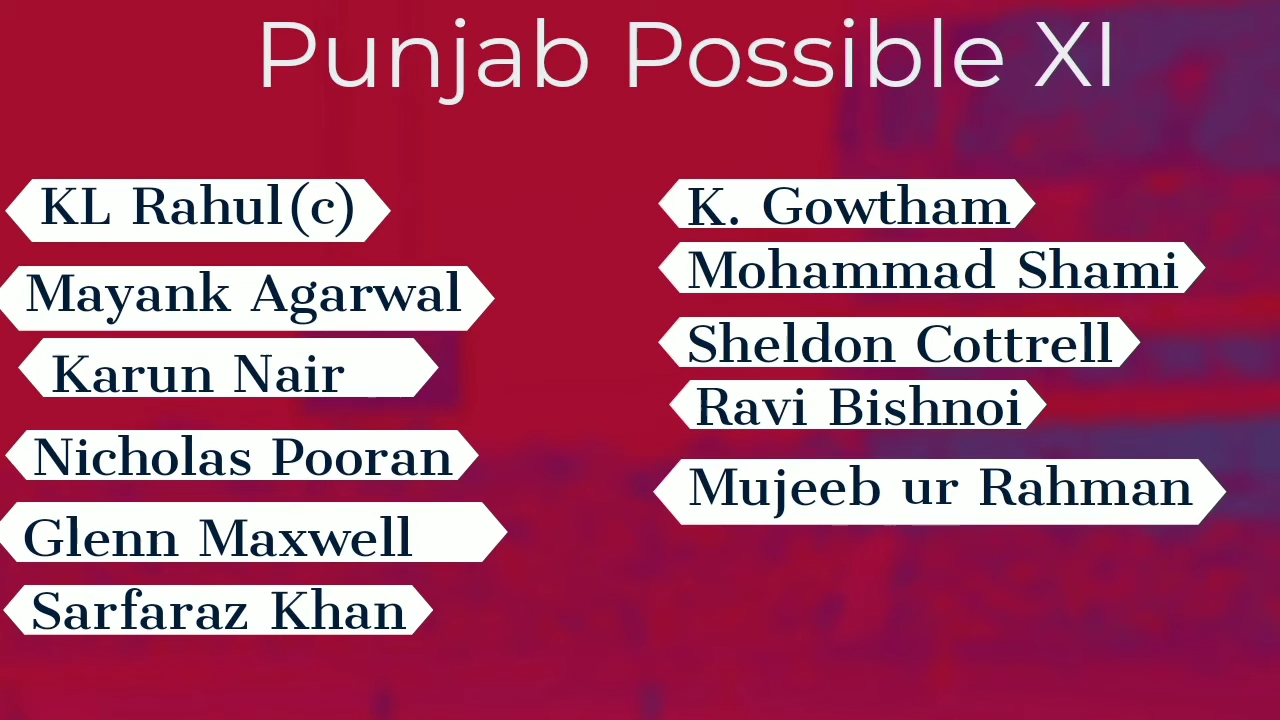 Punjab Possible XI
KL Rahul(c)
Mayank Agarwal
Karun Nair
Nicholas Pooran
Glenn Maxwell
Sarfaraz Khan
K. Gowtham
Mohammad Shami
Sheldon Cottrell
Ravi Bishnoi
Mujeeb ur Rahman